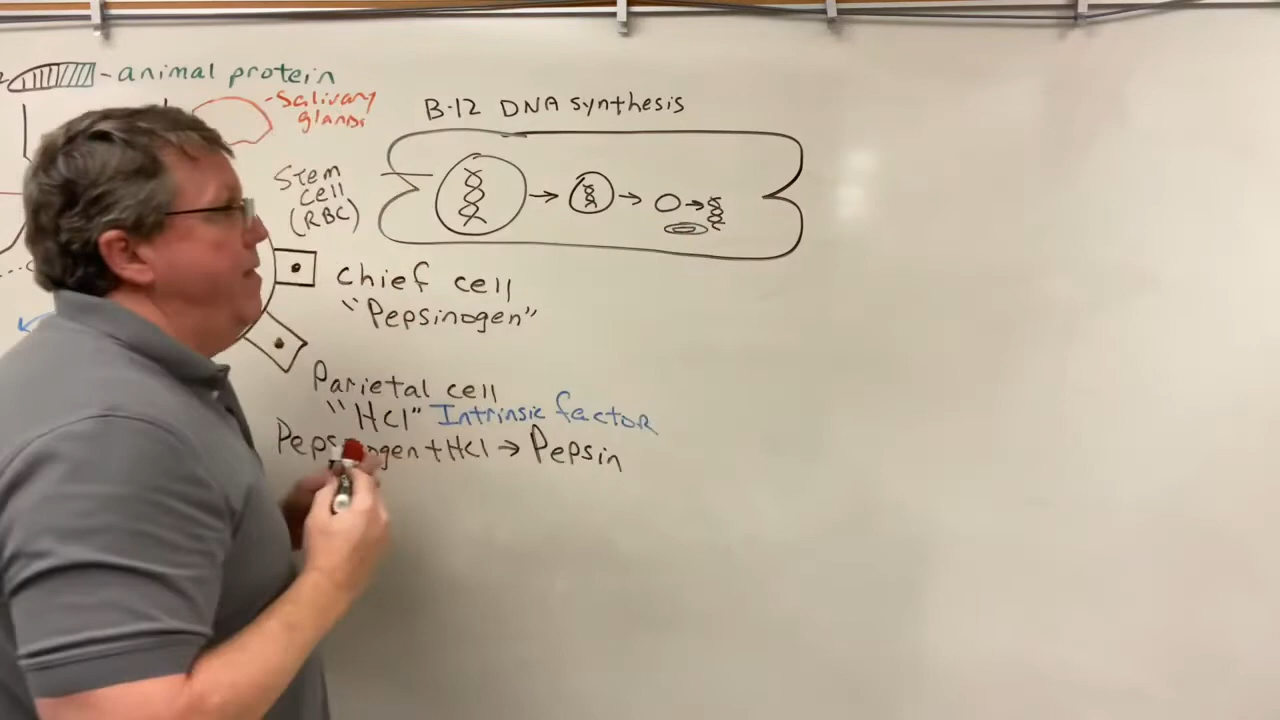 - animal protein
- Salivary
glands
B-12 DNA synthesis
Stem
cell
(RBC)
chief cell
"Pepsinogen"
Parietal cell
"HCl" Intrinsic factor
+ HCl → Pepsin